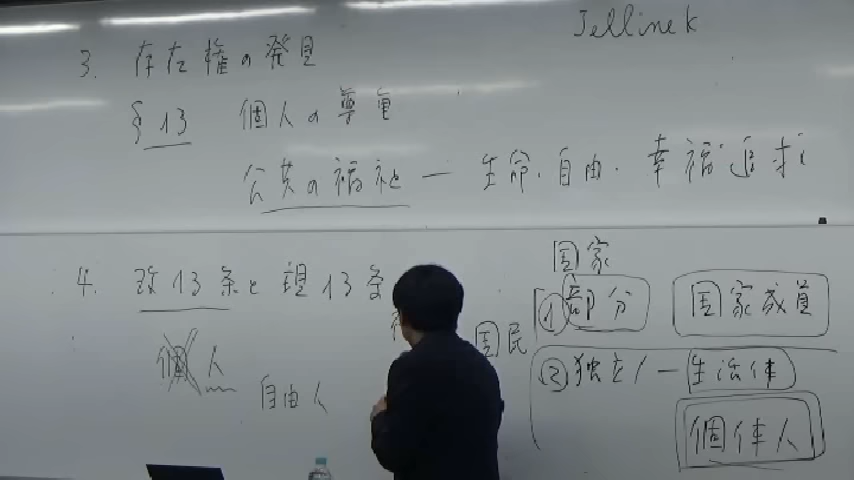 Jellinek
3. 存在権の発見
§13 個人の尊重
公共の福祉 ― 生命・自由・幸福追求
4. 改13条と現13条
個人
自由人
国家
国民
①部分 国家成員
②独立 ― 生活体
個体人